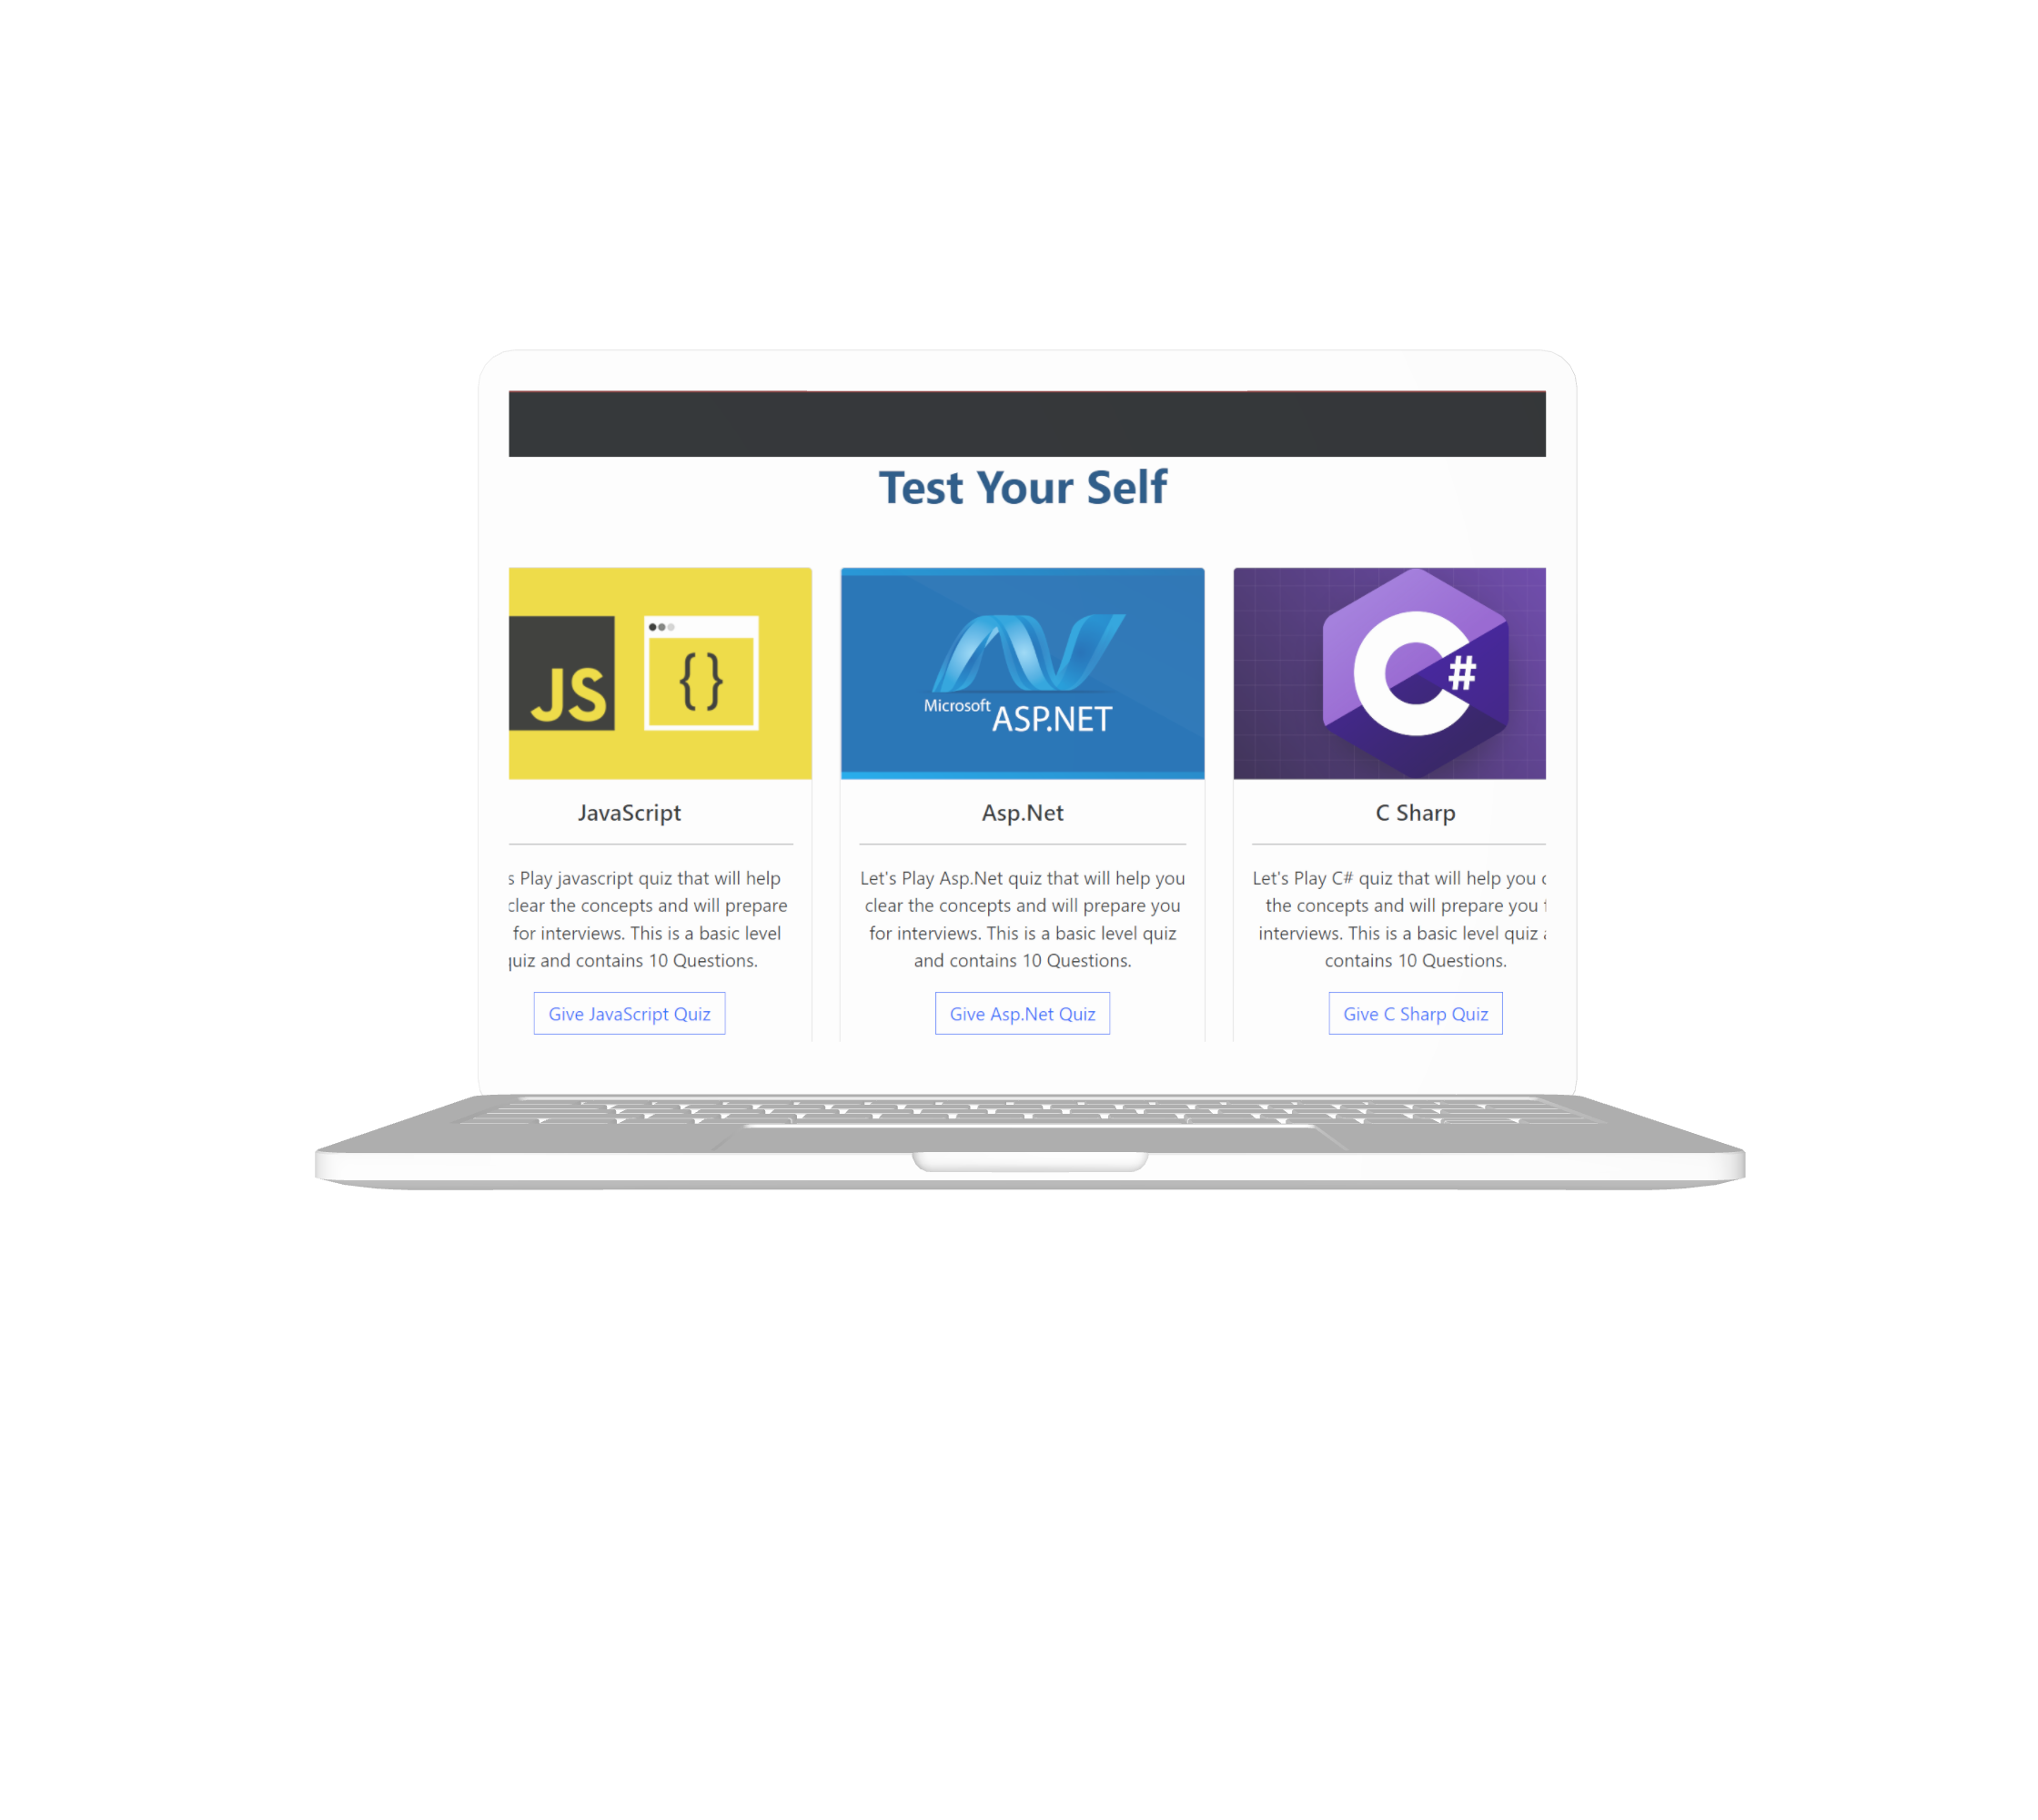 Test Your Self
JS
{}
Microsoft ASP.NET
C#
JavaScript
s Play javascript quiz that will help
clear the concepts and will prepare
for interviews. This is a basic level
quiz and contains 10 Questions.
Give JavaScript Quiz
Asp.Net
Let's Play Asp.Net quiz that will help you
clear the concepts and will prepare you
for interviews. This is a basic level quiz
and contains 10 Questions.
Give Asp.Net Quiz
C Sharp
Let's Play C# quiz that will help you
the concepts and will prepare you
interviews. This is a basic level quiz
contains 10 Questions.
Give C Sharp Quiz